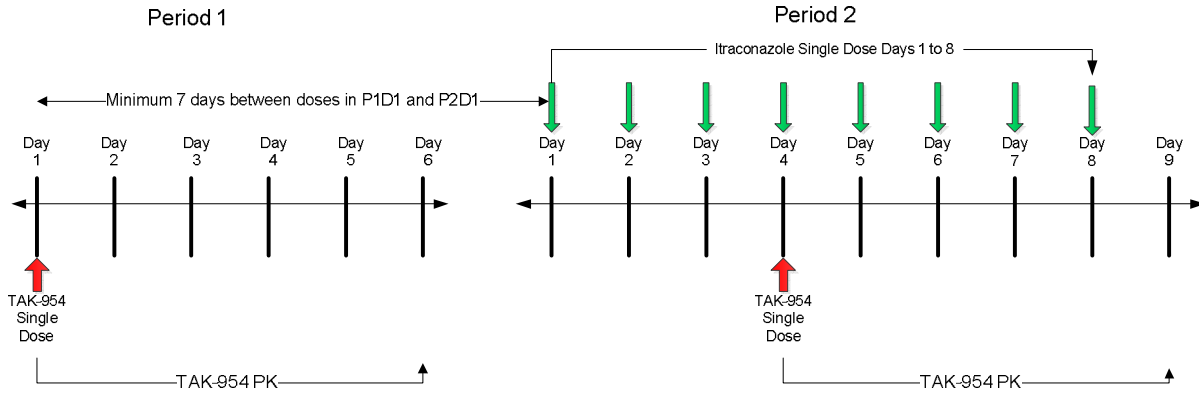 Period 1
Period 2
Itraconazole Single Dose Days 1 to 8
Minimum 7 days between doses in P1D1 and P2D1
Day
1
Day
2
Day
3
Day
4
Day
5
Day
6
Day
1
Day
2
Day
3
Day
4
Day
5
Day
6
Day
7
Day
8
Day
9
TAK-954
Single
Dose
TAK-954
Single
Dose
TAK-954 PK
TAK-954 PK